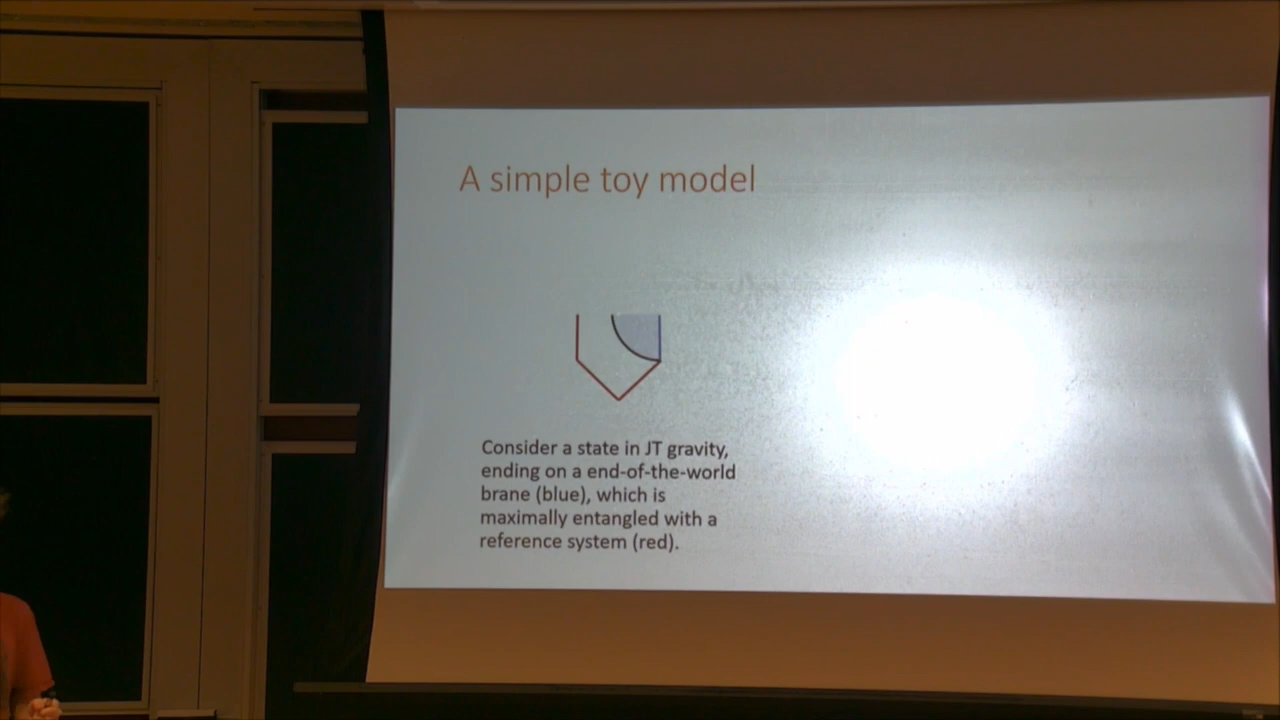 A simple toy model
Consider a state in JT gravity,
ending on a end-of-the-world
brane (blue), which is
maximally entangled with a
reference system (red).